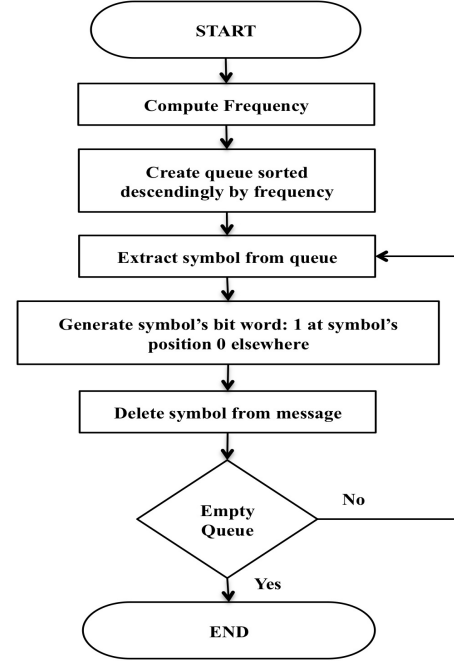 START
Compute Frequency
Create queue sorted
descendingly by frequency
Extract symbol from queue
Generate symbol’s bit word: 1 at symbol’s
position 0 elsewhere
Delete symbol from message
Empty
Queue
No
Yes
END